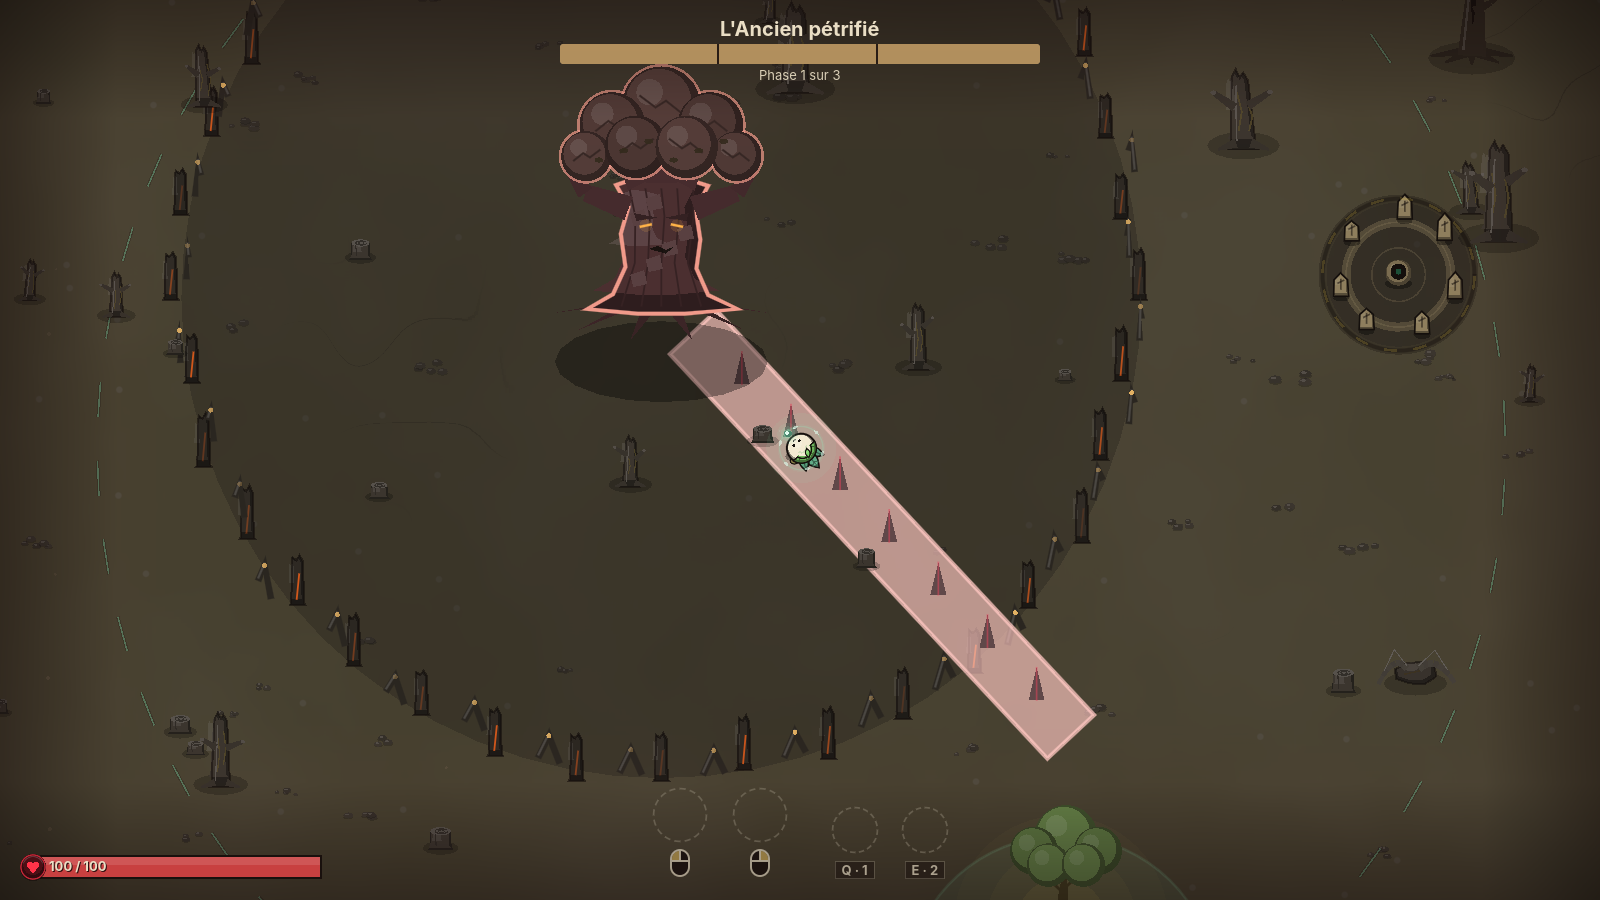 L'Ancien pétrifié
Phase 1 sur 3
100 / 100
Q · 1
E · 2